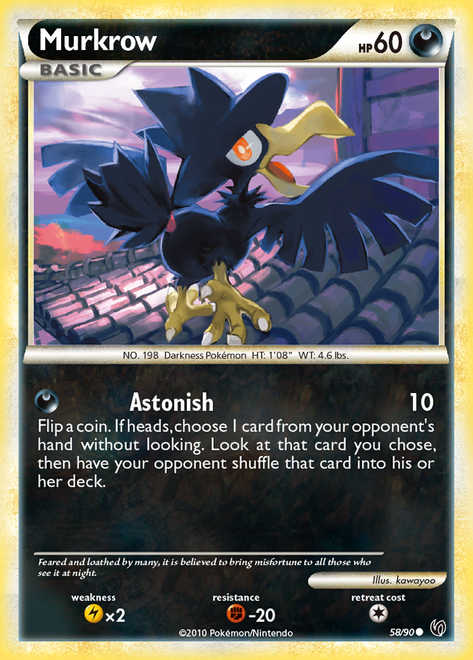 Murkrow
HP 60
BASIC
NO. 198 Darkness Pokémon HT: 1'08" WT: 4.6 lbs.
Astonish 10
Flip a coin. If heads, choose 1 card from your opponent's
hand without looking. Look at that card you chose,
then have your opponent shuffle that card into his or
her deck.
Feared and loathed by many, it is believed to bring misfortune to all those who
see it at night.
Illus. kawayoo
weakness resistance retreat cost
×2 -20
©2010 Pokémon/Nintendo 58/90